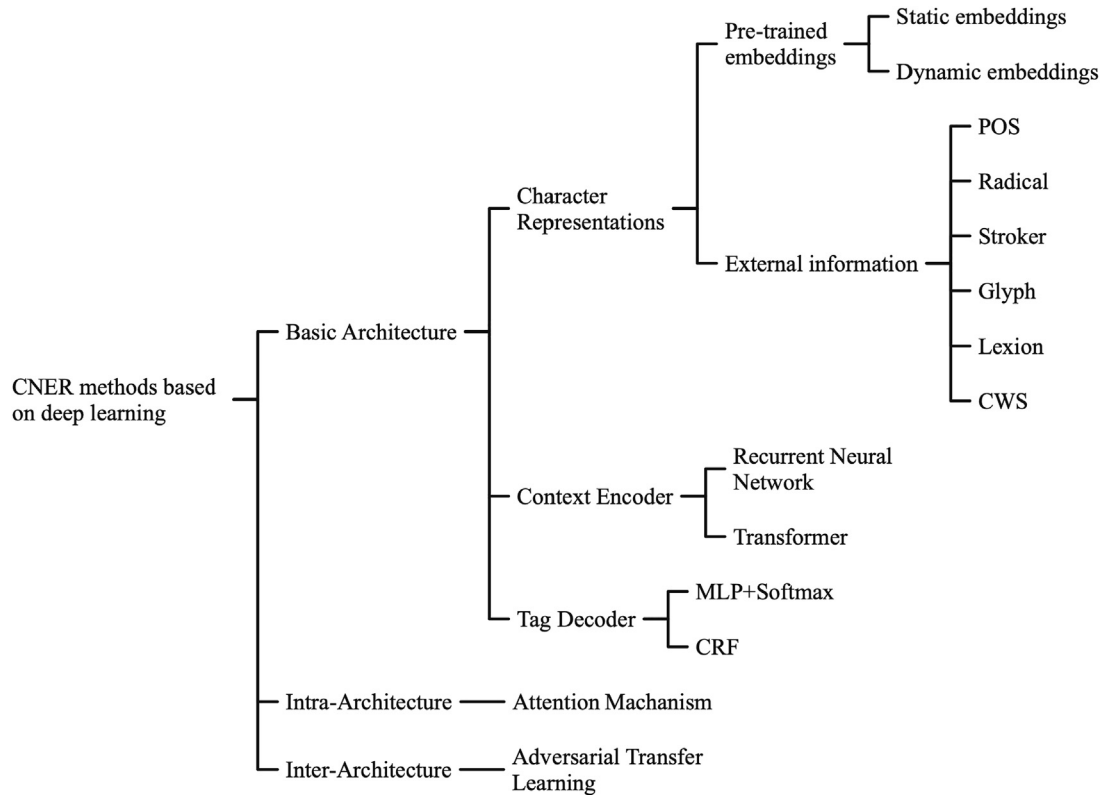 CNER methods based
on deep learning
Basic Architecture
Character
Representations
Pre-trained
embeddings
Static embeddings
Dynamic embeddings
External information
POS
Radical
Stroker
Glyph
Lexion
CWS
Context Encoder
Recurrent Neural
Network
Transformer
Tag Decoder
MLP+Softmax
CRF
Intra-Architecture
Attention Machanism
Inter-Architecture
Adversarial Transfer
Learning